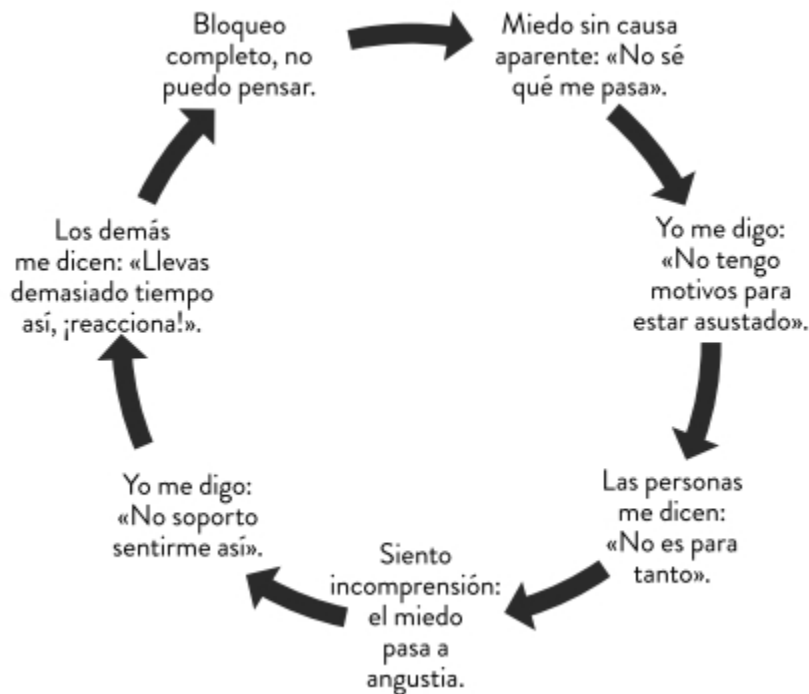 Bloqueo
completo, no
puedo pensar.
Miedo sin causa
aparente: «No sé
qué me pasa».
Yo me digo:
«No tengo
motivos para
estar asustado».
Las personas
me dicen:
«No es para
tanto».
Siento
incomprensión:
el miedo
pasa a
angustia.
Yo me digo:
«No soporto
sentirme así».
Los demás
me dicen: «Llevas
demasiado tiempo
así, ¡reacciona!».